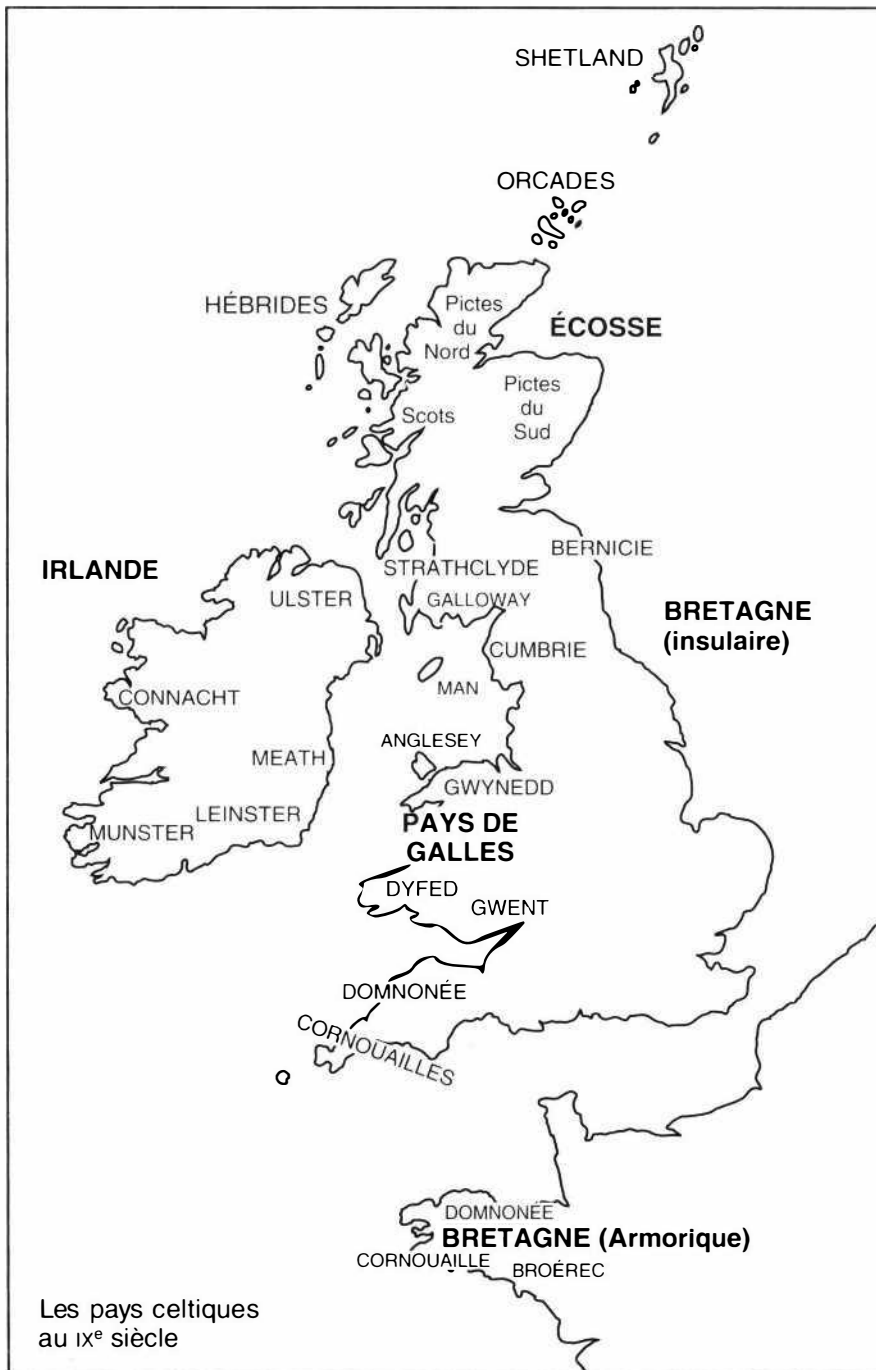 SHETLAND
ORCADES
HÉBRIDES
Pictes
du
Nord
ÉCOSSE
Pictes
du
Sud
Scots
BERNICIE
IRLANDE
STRATHCLYDE
ULSTER
GALLOWAY
BRETAGNE
(insulaire)
CUMBRIE
MAN
CONNACHT
ANGLESEY
MEATH
GWYNEDD
LEINSTER
MUNSTER
PAYS DE
GALLES
DYFED
GWENT
DOMNONÉE
CORNOUAILLES
DOMNONÉE
BRETAGNE (Armorique)
CORNOUAILLE
BROÉREC
Les pays celtiques
au IXe siècle